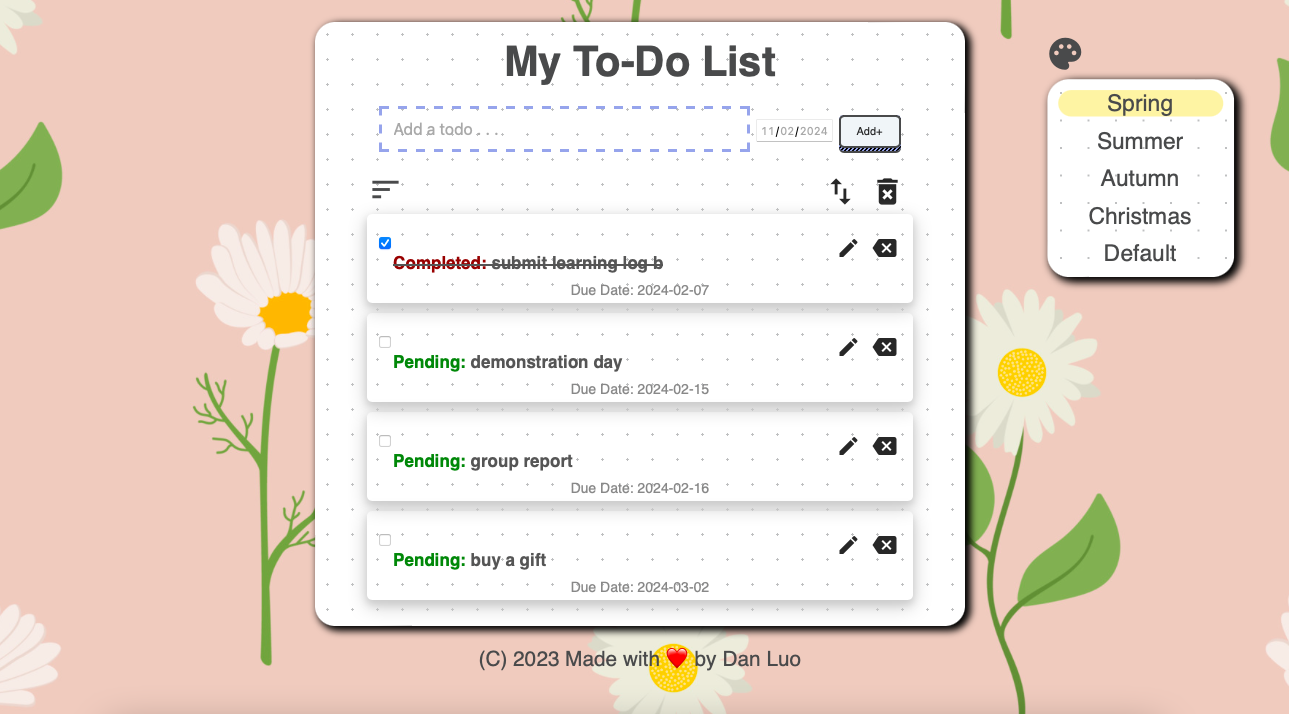 My To-Do List
Add a todo . . . .
11/02/2024
Add+
Completed: submit learning log b
Due Date: 2024-02-07
Pending: demonstration day
Due Date: 2024-02-15
Pending: group report
Due Date: 2024-02-16
Pending: buy a gift
Due Date: 2024-03-02
(C) 2023 Made with ❤️ by Dan Luo
Spring
Summer
Autumn
Christmas
Default